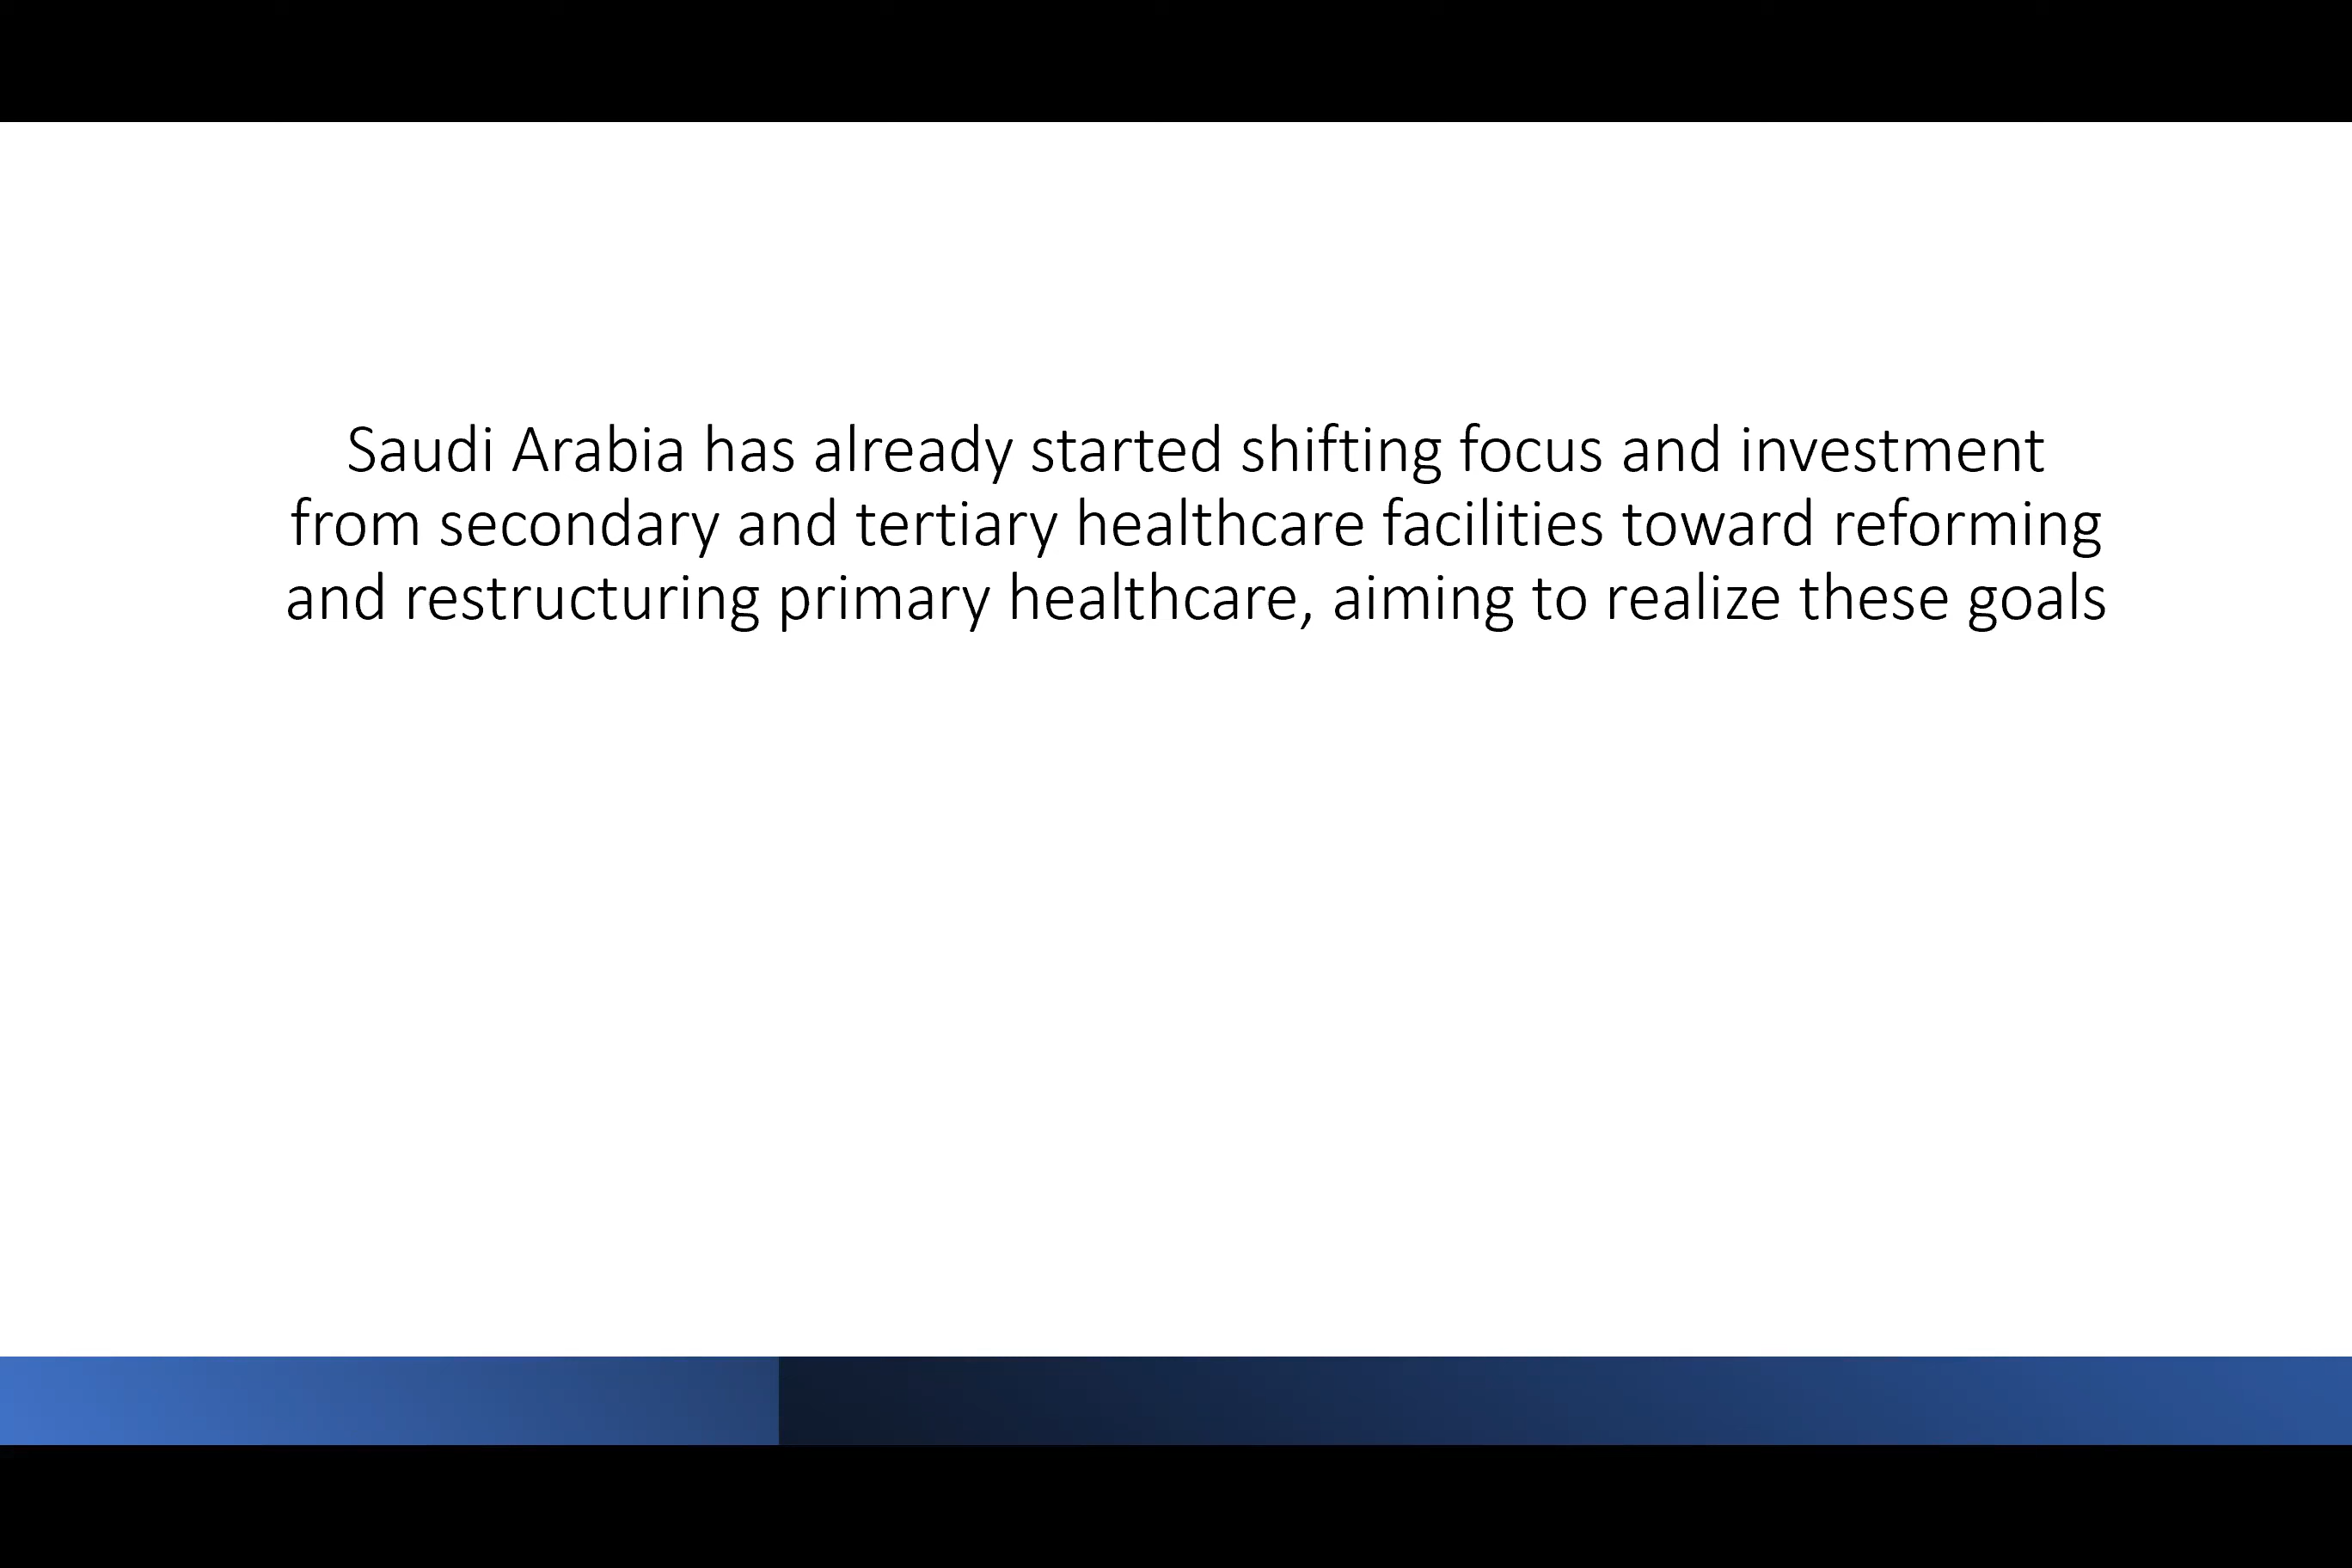 Saudi Arabia has already started shifting focus and investment
from secondary and tertiary healthcare facilities toward reforming
and restructuring primary healthcare, aiming to realize these goals